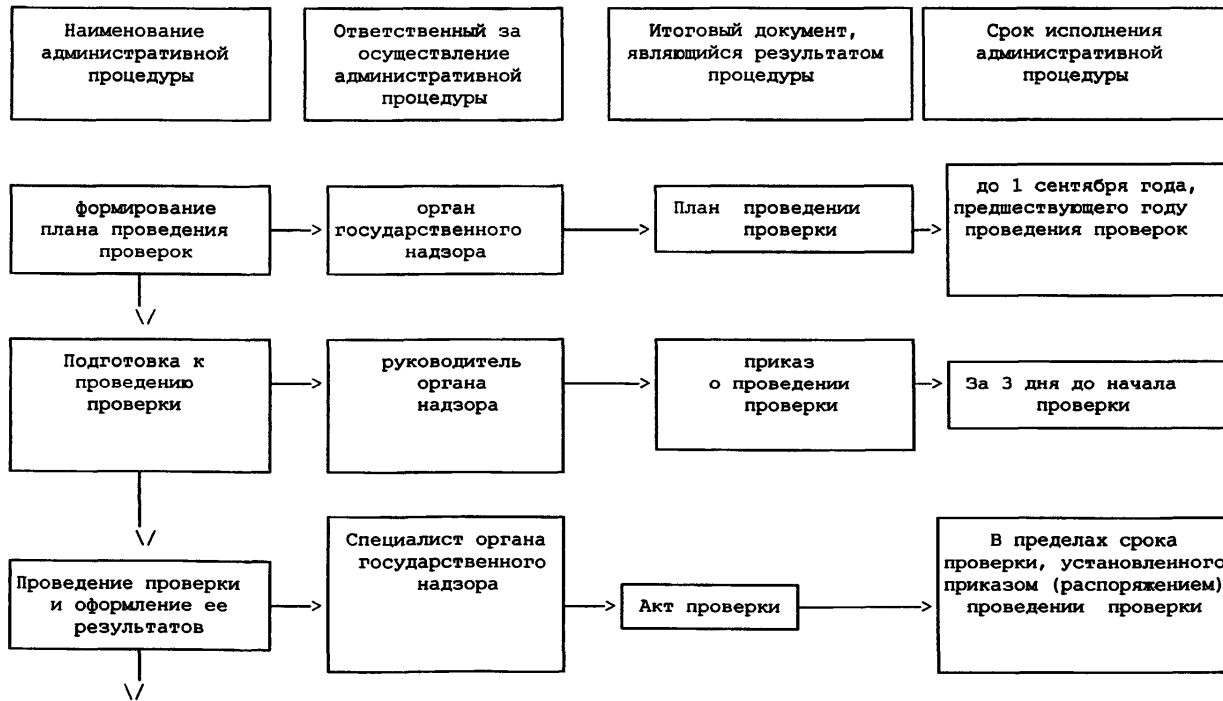 Наименование
административной
процедуры
Ответственный за
осуществление
административной
процедуры
Итоговый документ,
являющийся результатом
процедуры
Срок исполнения
административной
процедуры
формирование
плана проведения
проверок
орган
государственного
надзора
План проведении
проверки
до 1 сентября года,
предшествующего году
проведения проверок
Подготовка к
проведению
проверки
руководитель
органа
надзора
приказ
о проведении
проверки
За 3 дня до начала
проверки
Проведение проверки
и оформление ее
результатов
Специалист органа
государственного
надзора
Акт проверки
В пределах срока
проверки, установленного
приказом (распоряжением)
проведении проверки